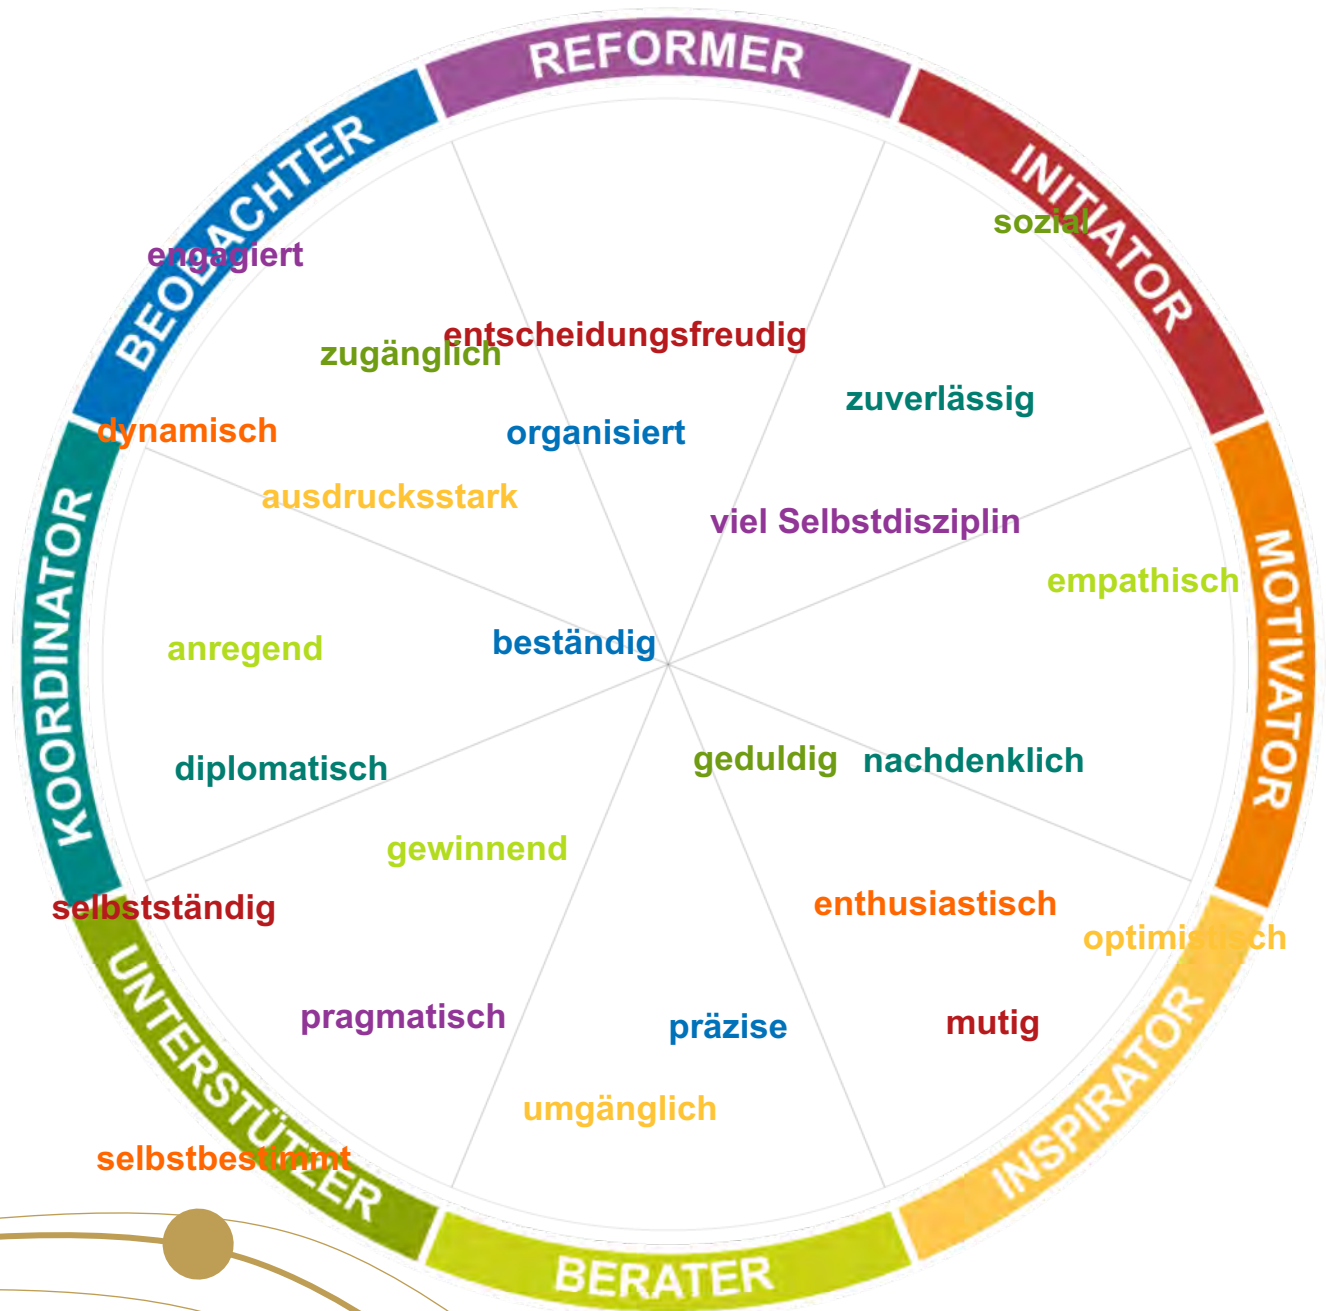 REFORMER
BEOBACHTER
INITIATOR
sozial
engagiert
entscheidungsfreudig
zugänglich
zuverlässig
dynamisch
organisiert
ausdrucksstark
viel Selbstdisziplin
KOORDINATOR
MOTIVATOR
empathisch
anregend
beständig
diplomatisch
geduldig
nachdenklich
gewinnend
selbstständig
enthusiastisch
optimistisch
pragmatisch
präzise
mutig
UNTERSTÜTZER
INSPIRATOR
umgänglich
selbstbestimmt
BERATER